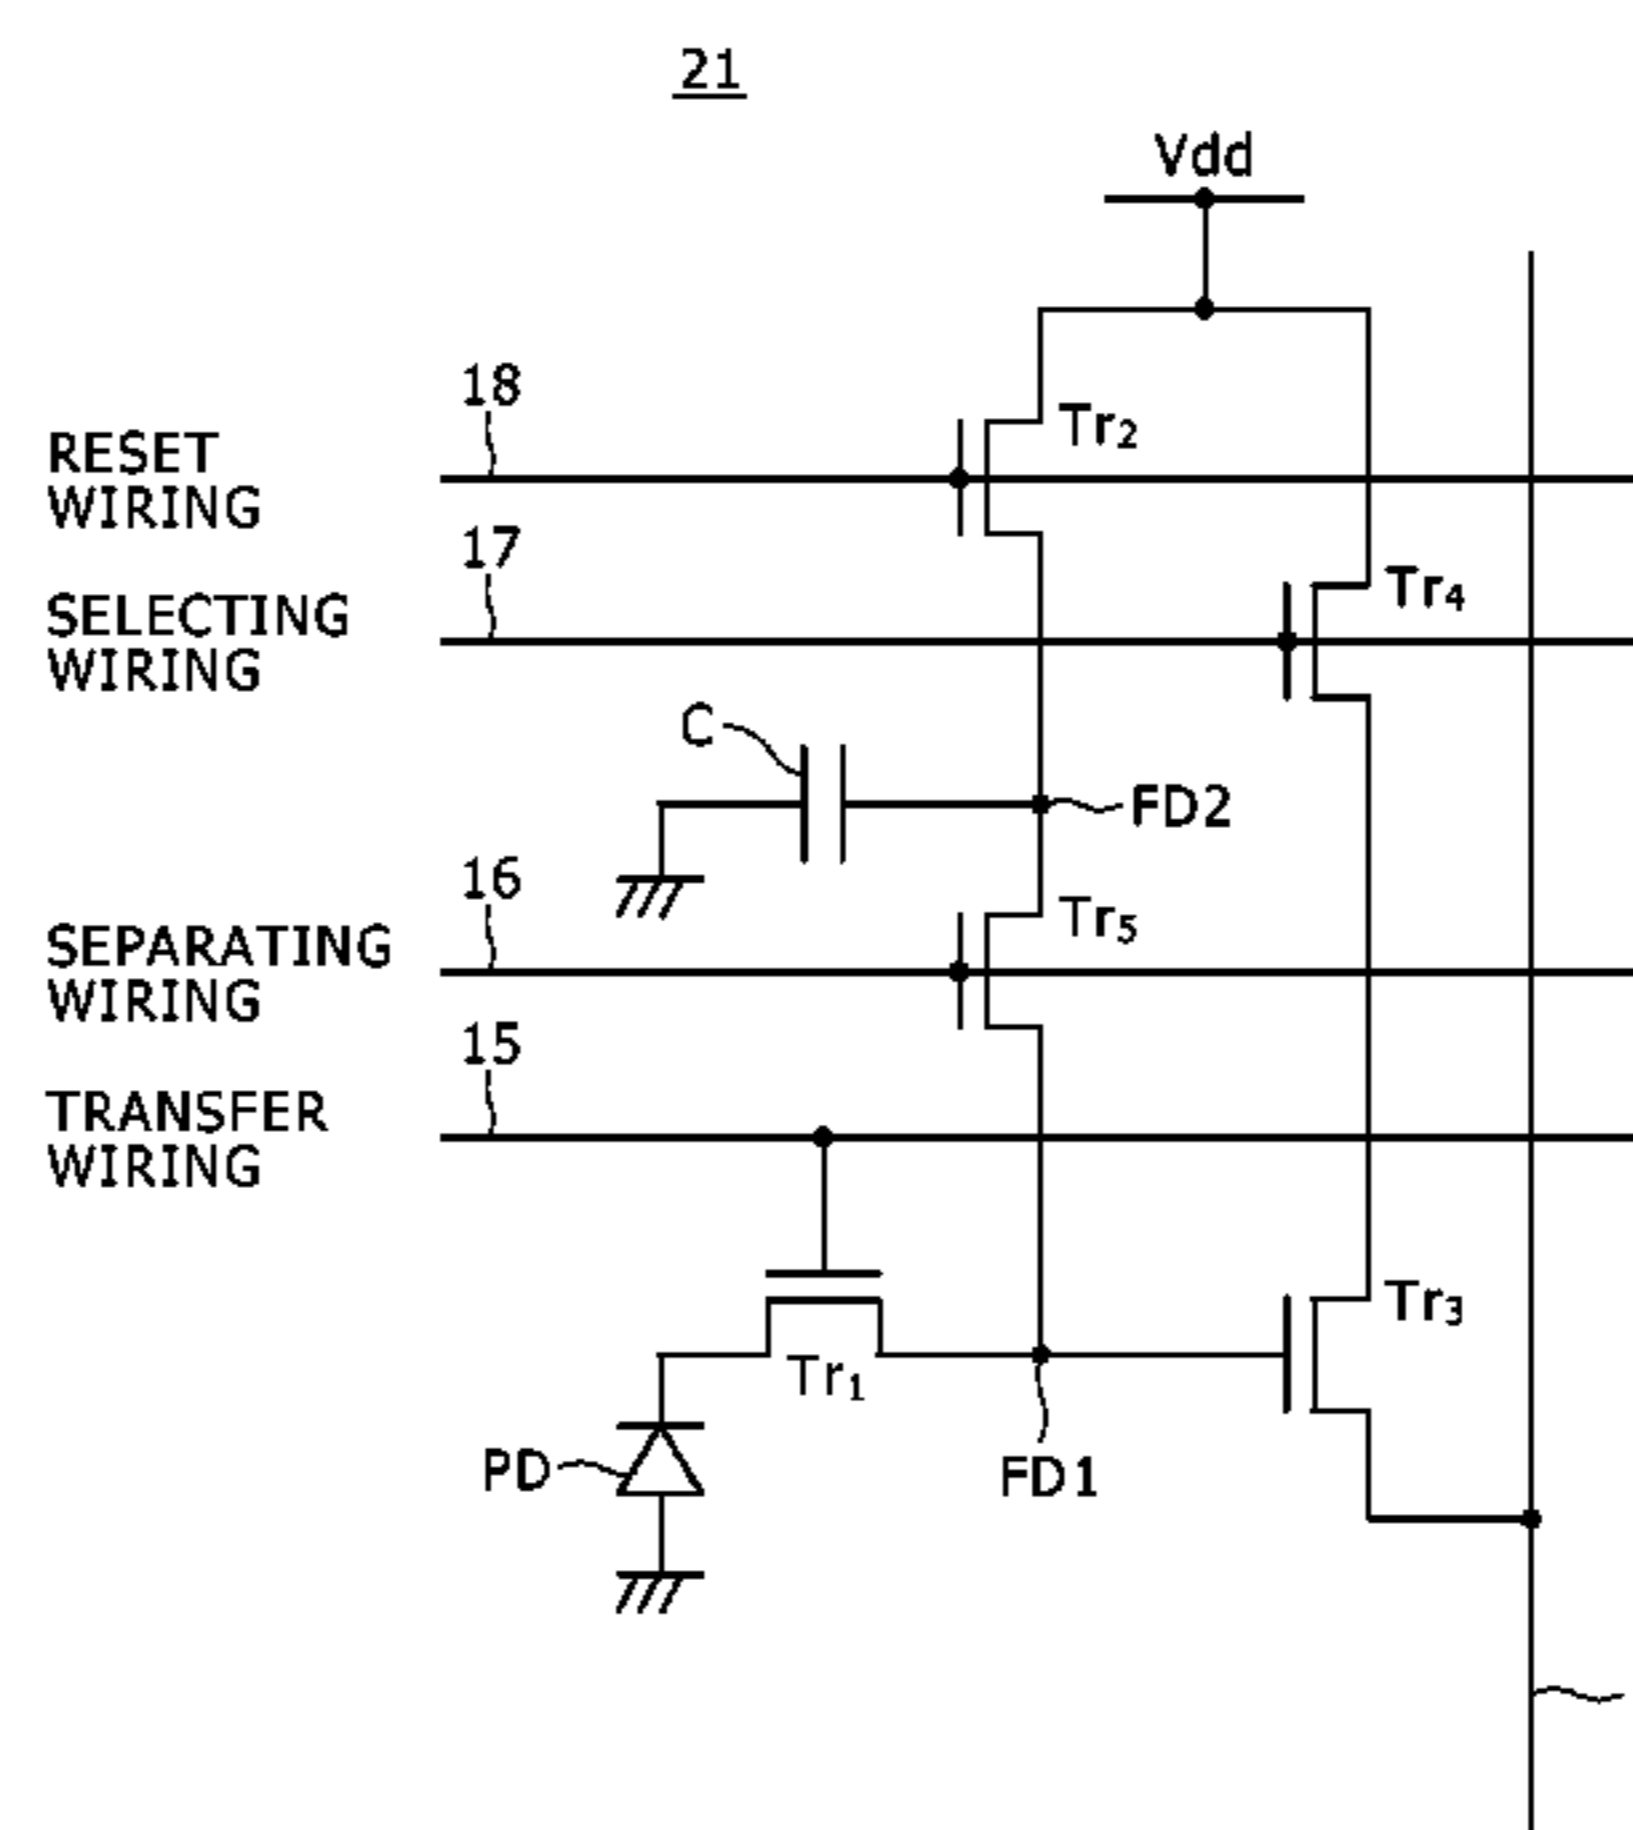 21
Vdd
18
RESET
WIRING
Tr2
17
SELECTING
WIRING
Tr4
C
FD2
16
SEPARATING
WIRING
Tr5
15
TRANSFER
WIRING
Tr1
Tr3
PD
FD1